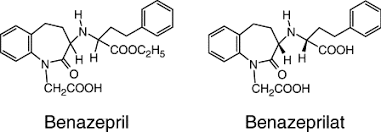 H
N
H
H
COOC2H5
N
O
CH2COOH
Benazepril
H
N
H
H
COOH
N
O
CH2COOH
Benazeprilat